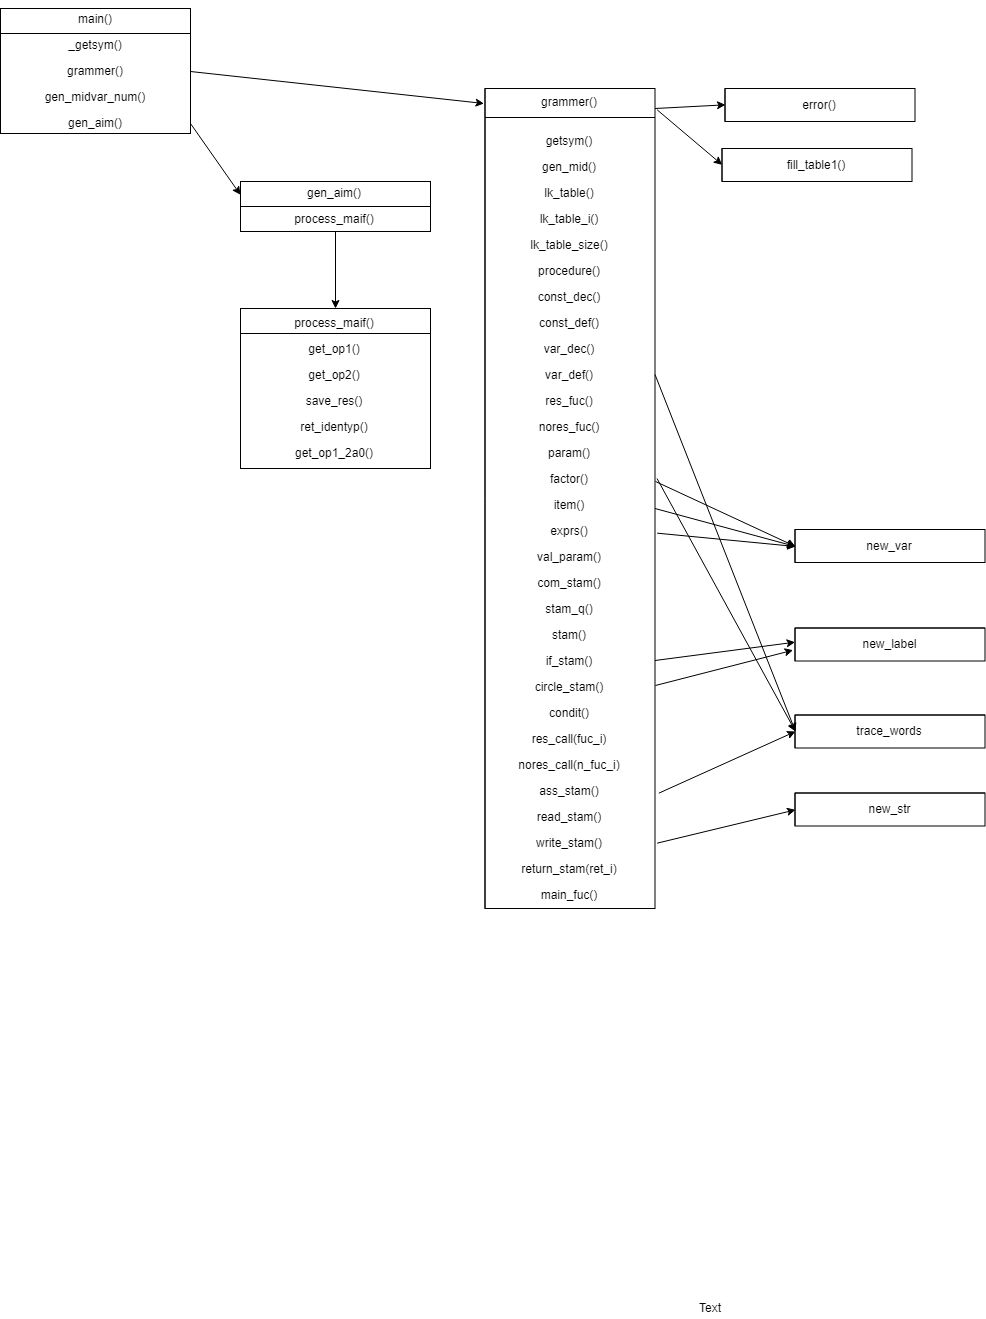 main()
_getsym()
grammer()
gen_midvar_num()
gen_aim()
gen_aim()
process_maif()
process_maif()
get_op1()
get_op2()
save_res()
ret_identyp()
get_op1_2a0()
grammer()
getsym()
gen_mid()
lk_table()
lk_table_i()
lk_table_size()
procedure()
const_dec()
const_def()
var_dec()
var_def()
res_fuc()
nores_fuc()
param()
factor()
item()
exprs()
val_param()
com_stam()
stam_q()
stam()
if_stam()
circle_stam()
condit()
res_call(fuc_i)
nores_call(n_fuc_i)
ass_stam()
read_stam()
write_stam()
return_stam(ret_i)
main_fuc()
error()
fill_table1()
new_var
new_label
trace_words
new_str
Text